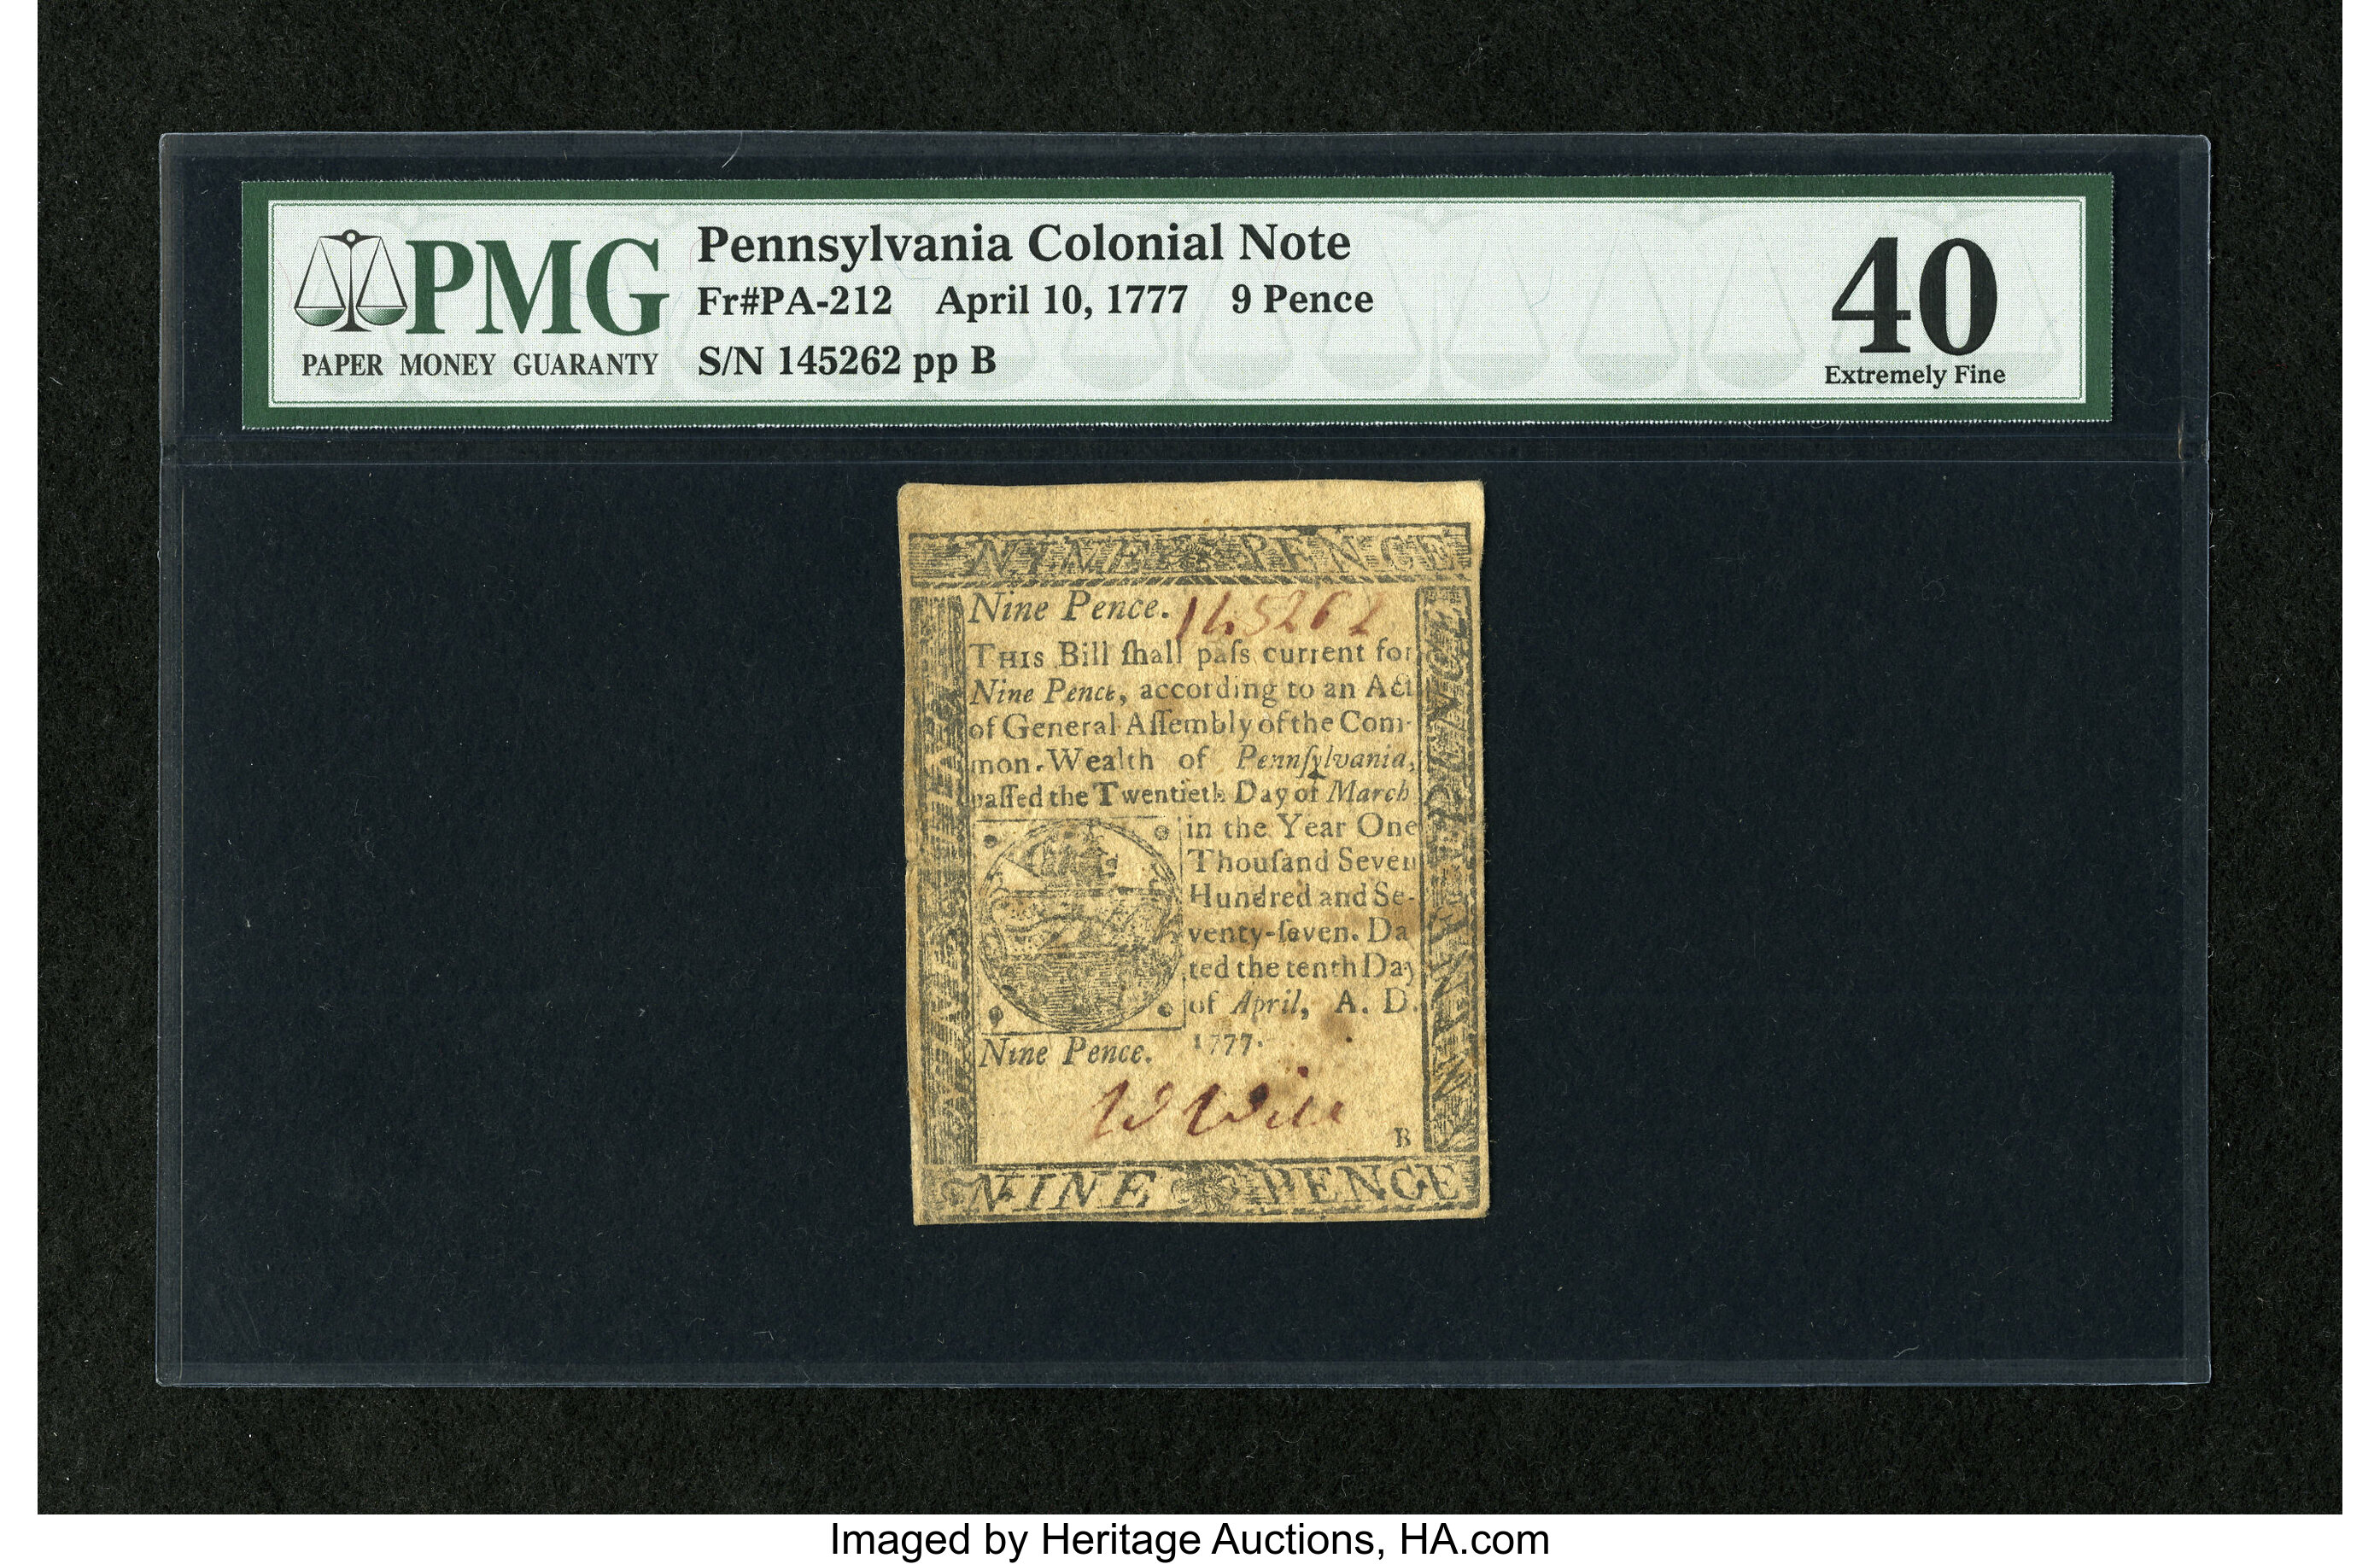 PMG
PAPER MONEY GUARANTY
Pennsylvania Colonial Note
Fr#PA-212 April 10, 1777 9 Pence
S/N 145262 pp B
40
Extremely Fine
NINE PENCE
Nine Pence. 145262
THIS Bill ſhall paſs current for
Nine Pence, according to an Act
of General Aſſembly of the Com-
mon-Wealth of Pennſylvania,
paſſed the Twentieth Day of March
in the Year One
Thouſand Seven
Hundred and Se-
venty-ſeven. Da
ted the tenth Day
of April, A. D.
1777.
Nine Pence.
W Will
B
NINE PENCE
NINE PENCE
Imaged by Heritage Auctions, HA.com